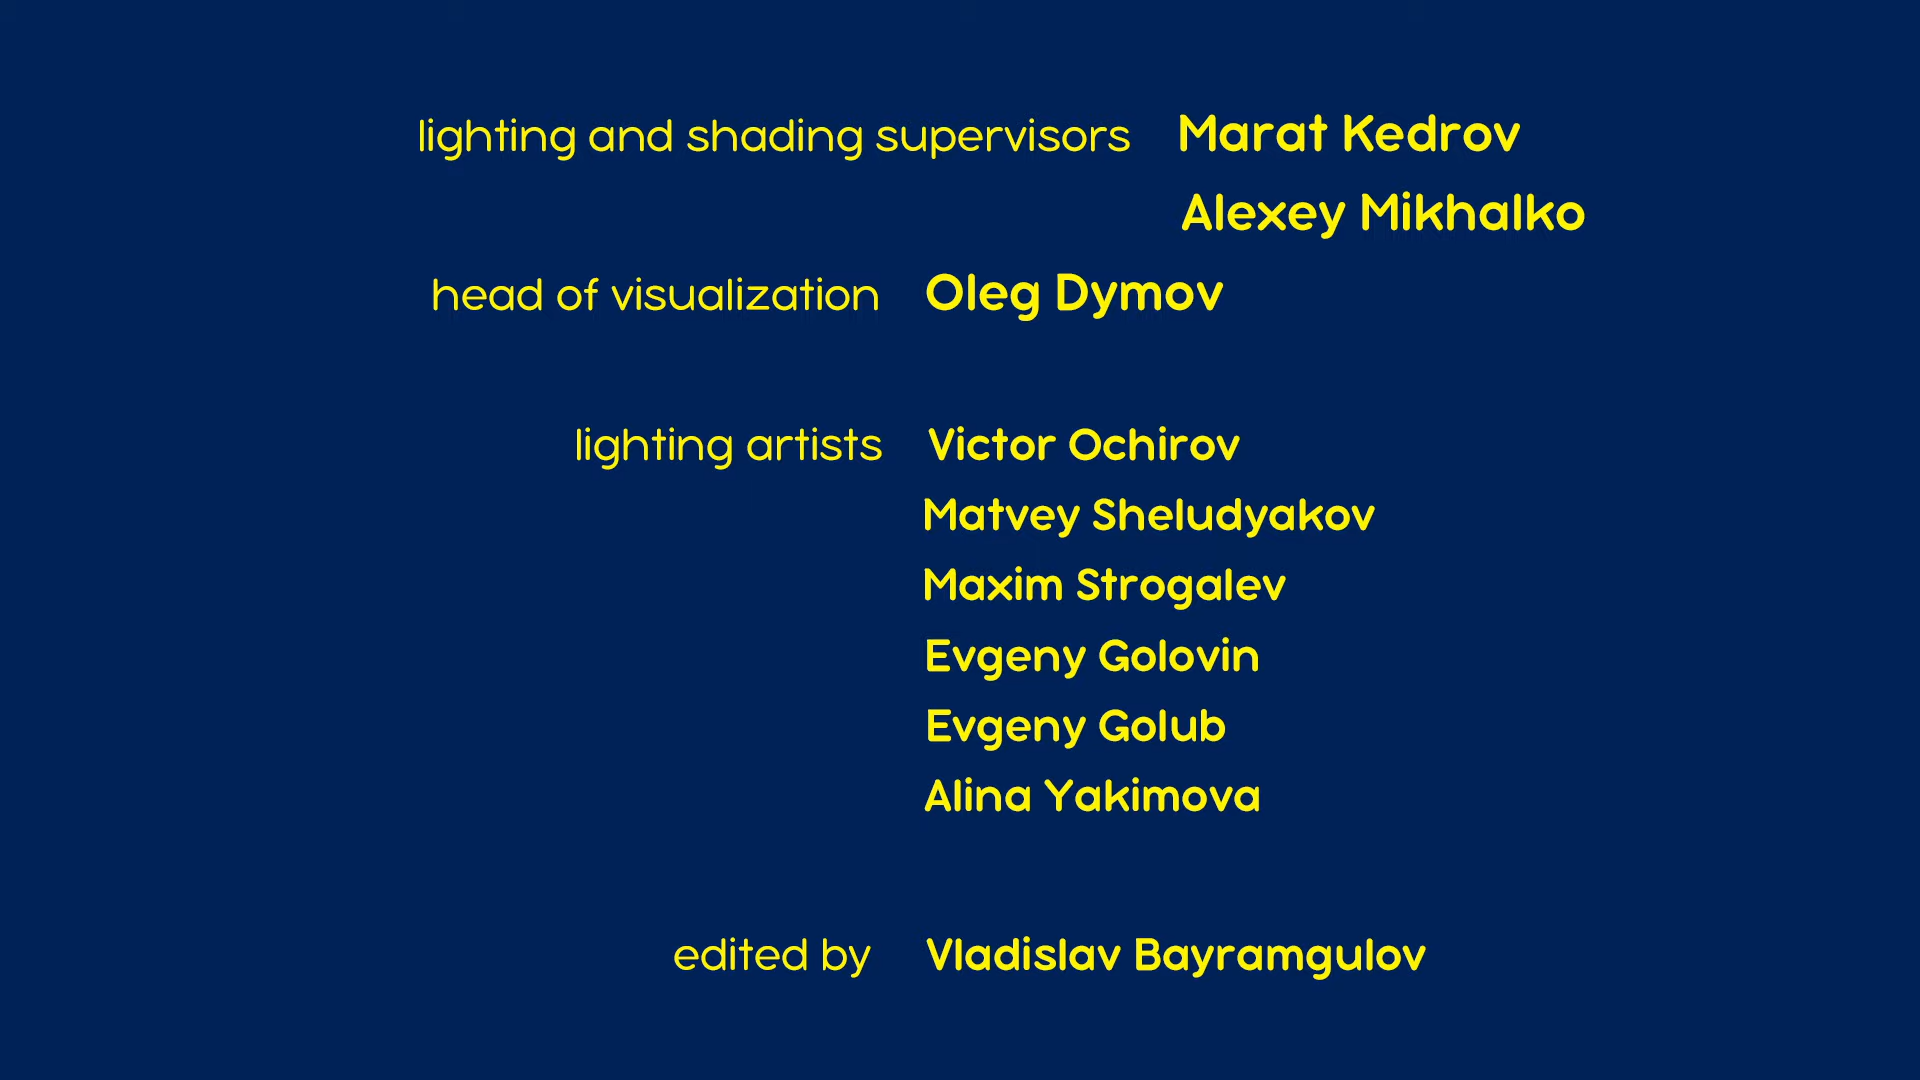 lighting and shading supervisors Marat Kedrov
Alexey Mikhalko
head of visualization Oleg Dymov
lighting artists Victor Ochirov
Matvey Sheludyakov
Maxim Strogalev
Evgeny Golovin
Evgeny Golub
Alina Yakimova
edited by Vladislav Bayramgulov